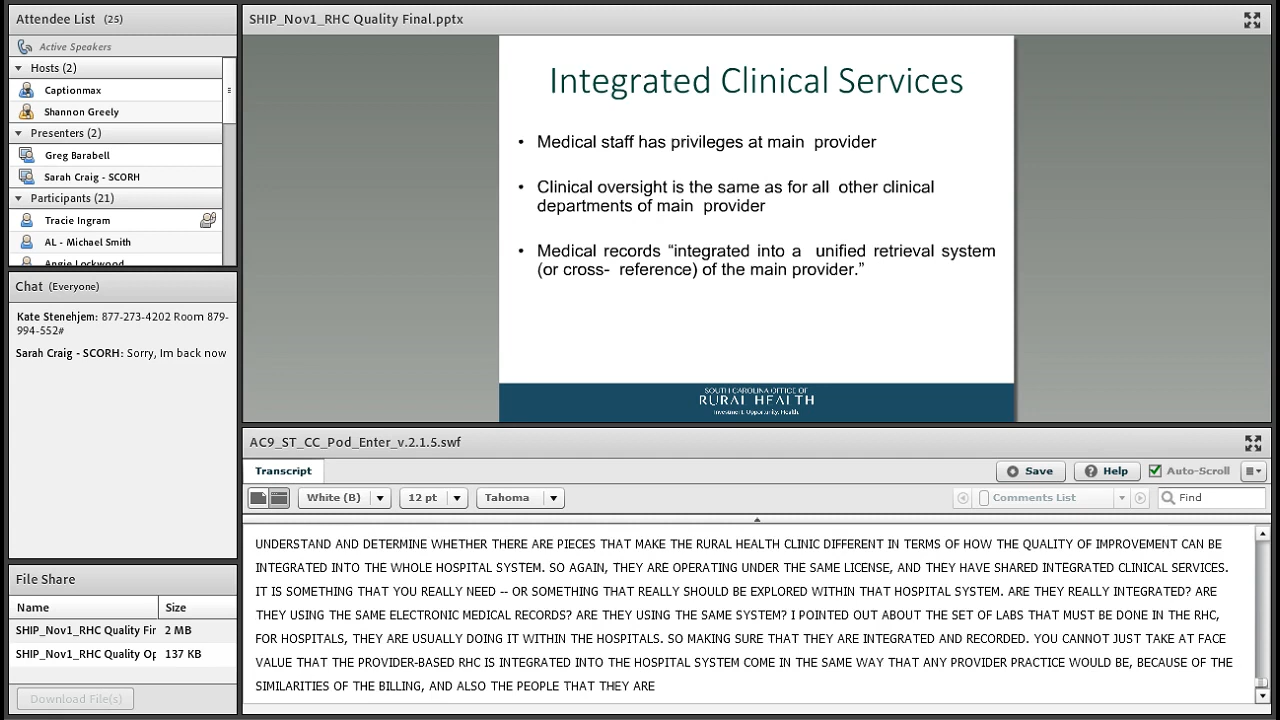 Attendee List (25)
Active Speakers
Hosts (2)
Captionmax
Shannon Greely
Presenters (2)
Greg Barabell
Sarah Craig - SCORH
Participants (21)
Tracie Ingram
AL - Michael Smith
Angie Lockwood
Chat (Everyone)
Kate Stenehjem: 877-273-4202 Room 879-
994-552#
Sarah Craig - SCORH: Sorry, Im back now
File Share
Name Size
SHIP_Nov1_RHC Quality Fir 2 MB
SHIP_Nov1_RHC Quality Op 137 KB
Download File(s)
SHIP_Nov1_RHC Quality Final.pptx
Integrated Clinical Services
• Medical staff has privileges at main provider
• Clinical oversight is the same as for all other clinical
departments of main provider
• Medical records “integrated into a unified retrieval system
(or cross- reference) of the main provider.”
SOUTH CAROLINA OFFICE OF
RURAL HEALTH
Investment. Opportunity. Health.
AC9_ST_CC_Pod_Enter_v.2.1.5.swf
Transcript Save Help Auto-Scroll
White (B) 12 pt Tahoma Comments List Find
UNDERSTAND AND DETERMINE WHETHER THERE ARE PIECES THAT MAKE THE RURAL HEALTH CLINIC DIFFERENT IN TERMS OF HOW THE QUALITY OF IMPROVEMENT CAN BE
INTEGRATED INTO THE WHOLE HOSPITAL SYSTEM. SO AGAIN, THEY ARE OPERATING UNDER THE SAME LICENSE, AND THEY HAVE SHARED INTEGRATED CLINICAL SERVICES.
IT IS SOMETHING THAT YOU REALLY NEED -- OR SOMETHING THAT REALLY SHOULD BE EXPLORED WITHIN THAT HOSPITAL SYSTEM. ARE THEY REALLY INTEGRATED? ARE
THEY USING THE SAME ELECTRONIC MEDICAL RECORDS? ARE THEY USING THE SAME SYSTEM? I POINTED OUT ABOUT THE SET OF LABS THAT MUST BE DONE IN THE RHC,
FOR HOSPITALS, THEY ARE USUALLY DOING IT WITHIN THE HOSPITALS. SO MAKING SURE THAT THEY ARE INTEGRATED AND RECORDED. YOU CANNOT JUST TAKE AT FACE
VALUE THAT THE PROVIDER-BASED RHC IS INTEGRATED INTO THE HOSPITAL SYSTEM COME IN THE SAME WAY THAT ANY PROVIDER PRACTICE WOULD BE, BECAUSE OF THE
SIMILARITIES OF THE BILLING, AND ALSO THE PEOPLE THAT THEY ARE